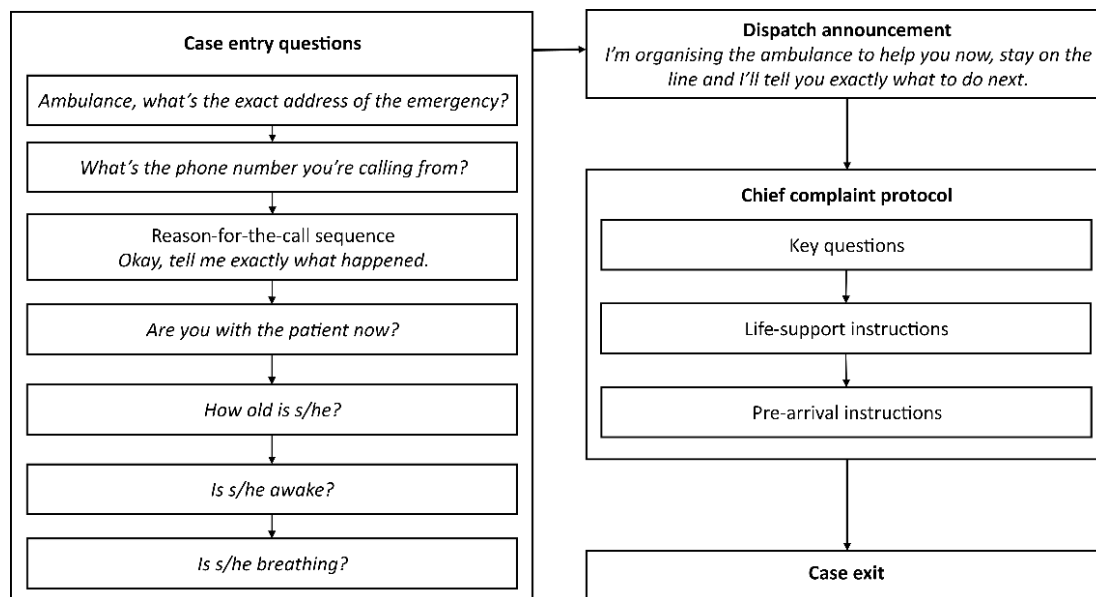 Case entry questions
Ambulance, what's the exact address of the emergency?
What's the phone number you're calling from?
Reason-for-the-call sequence
Okay, tell me exactly what happened.
Are you with the patient now?
How old is s/he?
Is s/he awake?
Is s/he breathing?
Dispatch announcement
I'm organising the ambulance to help you now, stay on the
line and I'll tell you exactly what to do next.
Chief complaint protocol
Key questions
Life-support instructions
Pre-arrival instructions
Case exit